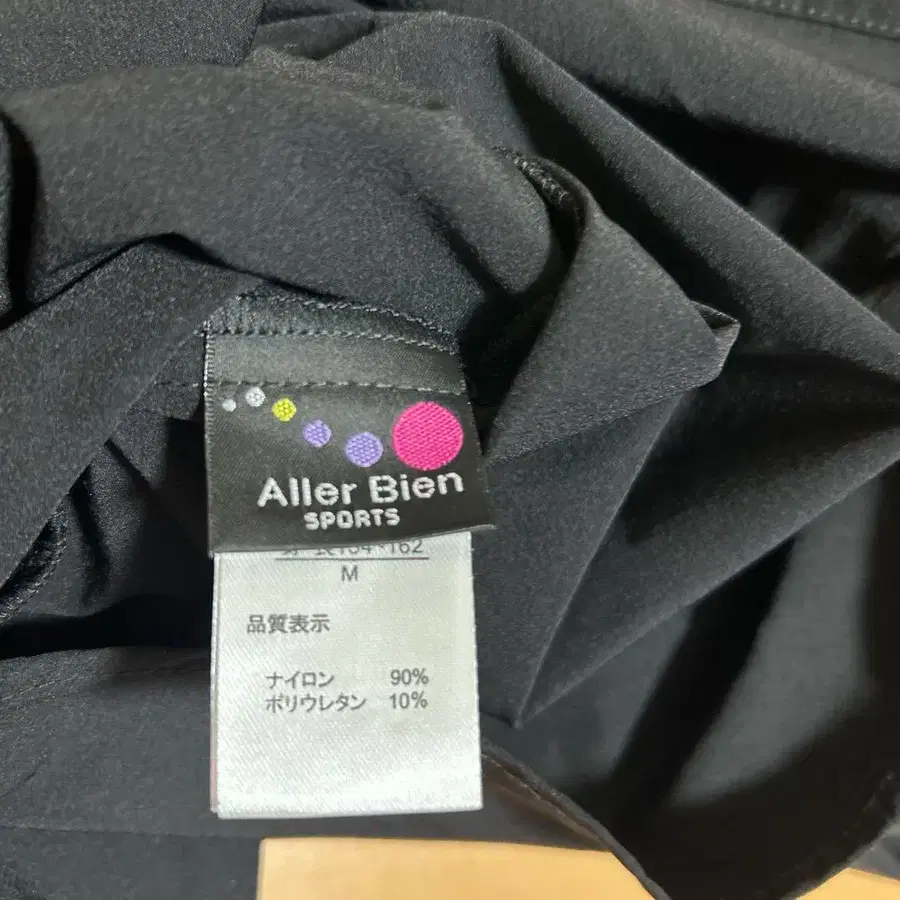 Aller Bien
SPORTS
162
M
品質表示
ナイロン 90%
ポリウレタン 10%